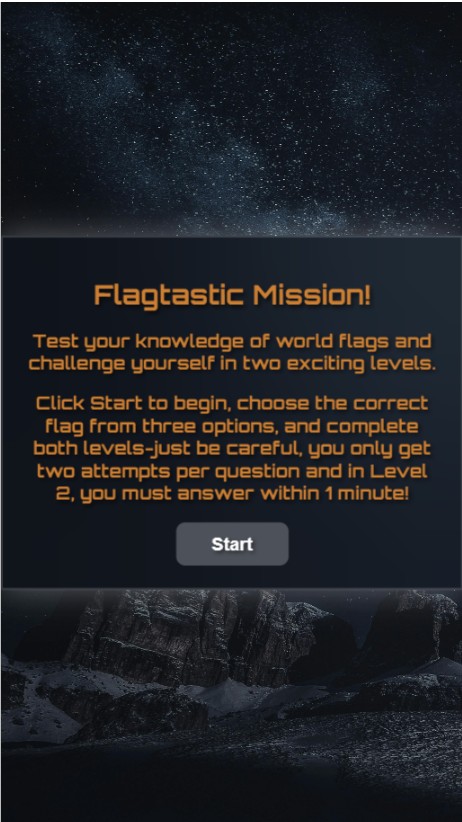 Flagtastic Mission!
Test your knowledge of world flags and
challenge yourself in two exciting levels.
Click Start to begin, choose the correct
flag from three options, and complete
both levels-just be careful, you only get
two attempts per question and in Level
2, you must answer within 1 minute!
Start